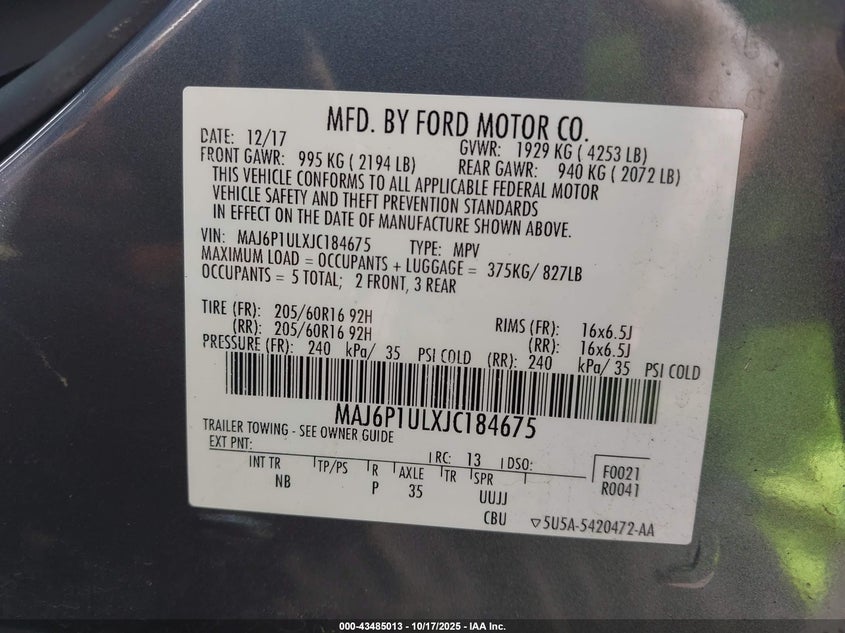 MFD. BY FORD MOTOR CO.
DATE: 12/17 GVWR: 1929 KG ( 4253 LB)
FRONT GAWR: 995 KG ( 2194 LB) REAR GAWR: 940 KG ( 2072 LB)
THIS VEHICLE CONFORMS TO ALL APPLICABLE FEDERAL MOTOR
VEHICLE SAFETY AND THEFT PREVENTION STANDARDS
IN EFFECT ON THE DATE OF MANUFACTURE SHOWN ABOVE.
VIN: MAJ6P1ULXJC184675 TYPE: MPV
MAXIMUM LOAD = OCCUPANTS + LUGGAGE = 375KG/ 827LB
OCCUPANTS = 5 TOTAL; 2 FRONT, 3 REAR
TIRE (FR): 205/60R16 92H RIMS (FR): 16x6.5J
(RR): 205/60R16 92H (RR): 16x6.5J
PRESSURE (FR): 240 kPa/ 35 PSI COLD (RR): 240 kPa/ 35 PSI COLD
MAJ6P1ULXJC184675
TRAILER TOWING - SEE OWNER GUIDE
EXT PNT: RC: 13 DSO: F0021
R0041
INT TR TP/PS R AXLE TR SPR
NB P 35 UUJJ
CBU ▽5U5A-5420472-AA
000-43485013 - 10/17/2025 - IAA Inc.